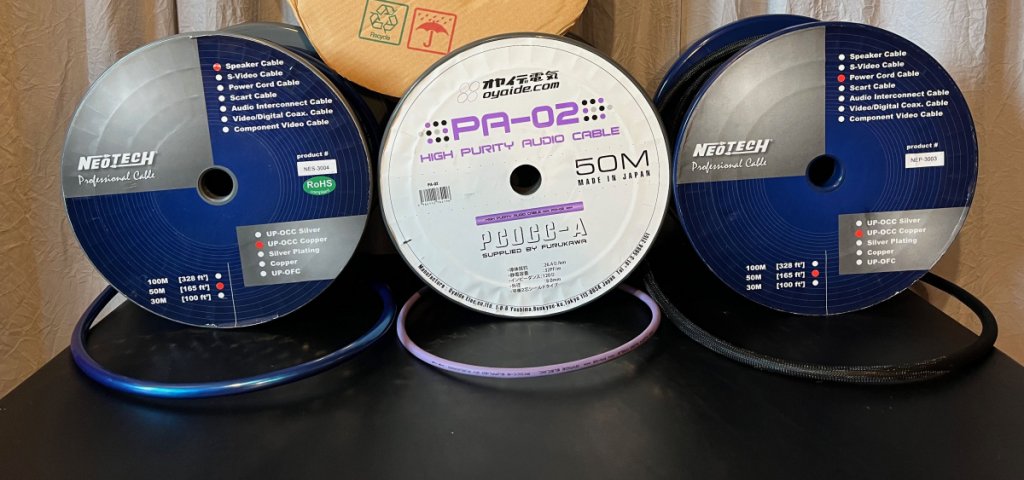 Recycle
Speaker Cable
S-Video Cable
Power Cord Cable
Scart Cable
Audio Interconnect Cable
Video/Digital Coax. Cable
Component Video Cable
NEOTECH®
Professional Cable
product #
NES-3004
RoHS
UP-OCC Silver
UP-OCC Copper
Silver Plating
Copper
UP-OFC
100M [328 ft']
50M [165 ft']
30M [100 ft']
オヤイデ電気
oyaide.com
PA-02
HIGH PURITY AUDIO CABLE
50M
MADE IN JAPAN
PA-02
PCOCC-A
SUPPLIED BY FURUKAWA
Speaker Cable
S-Video Cable
Power Cord Cable
Scart Cable
Audio Interconnect Cable
Video/Digital Coax. Cable
Component Video Cable
NEOTECH®
Professional Cable
product #
NEP-3003
UP-OCC Silver
UP-OCC Copper
Silver Plating
Copper
UP-OFC
100M [328 ft']
50M [165 ft']
30M [100 ft']